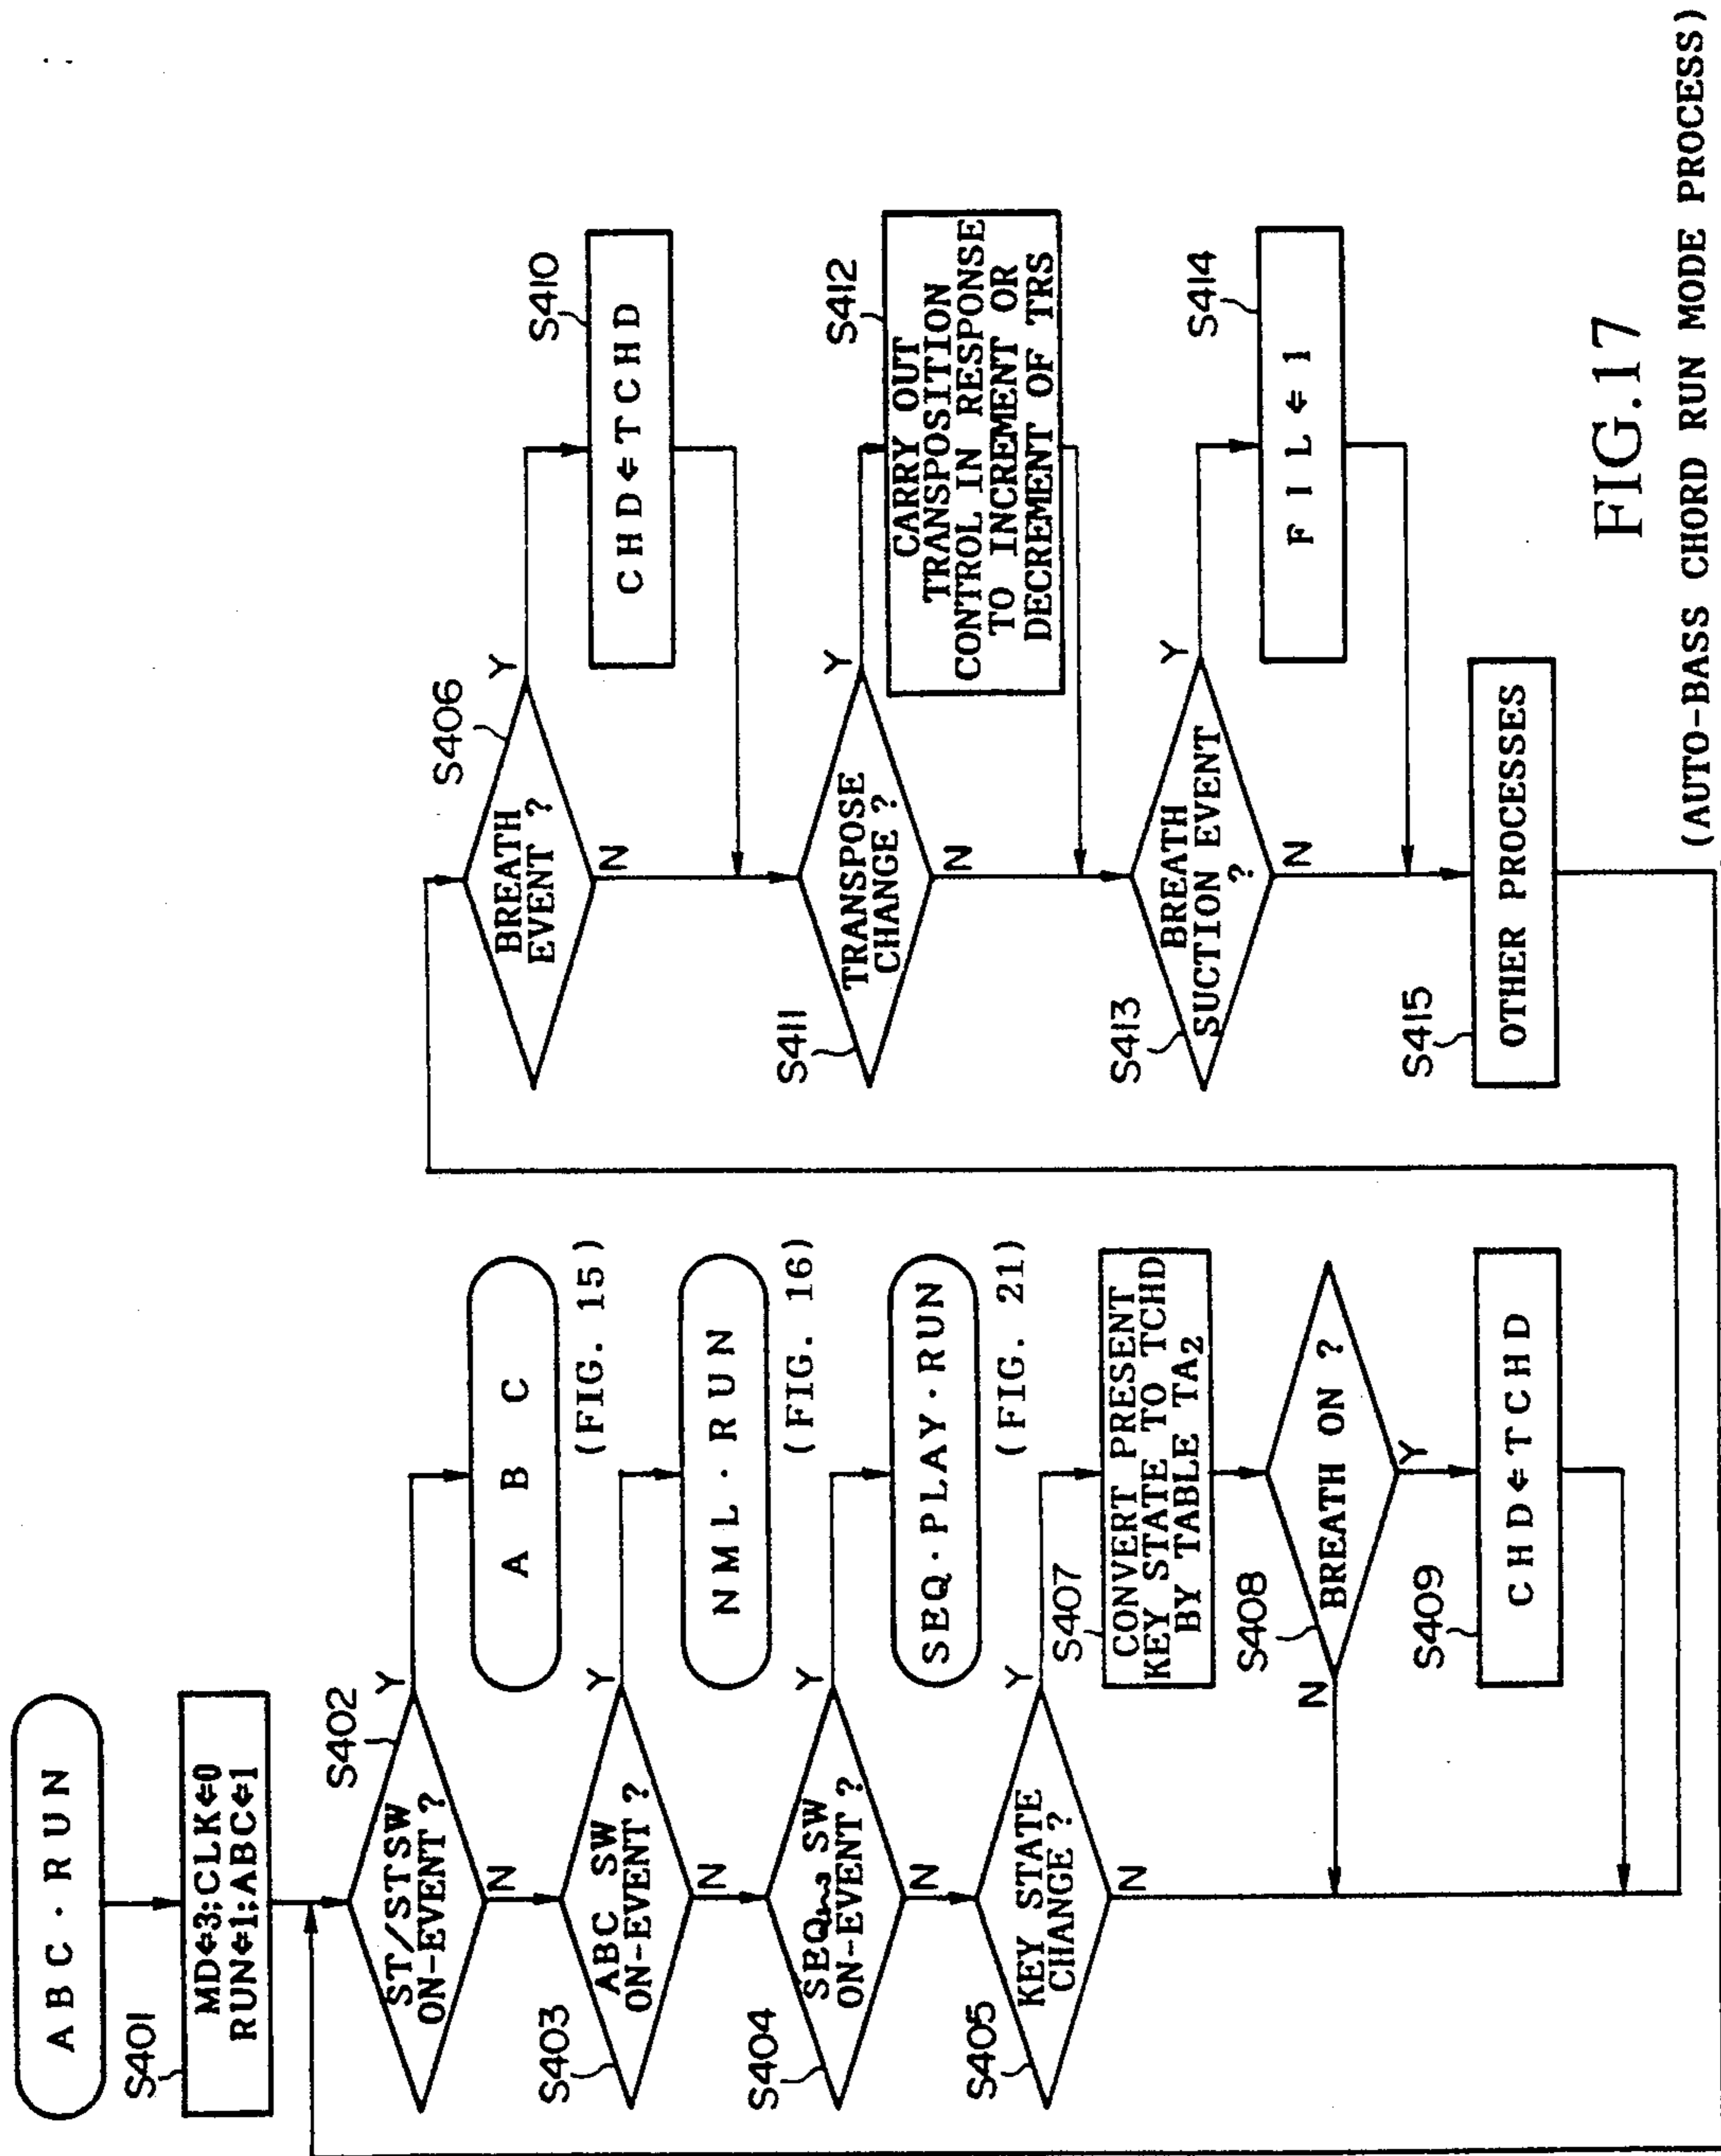 ABC·RUN
S401
MD⇐3;CLK⇐0
RUN⇐1;ABC⇐1
S402
ST/STSW
ON-EVENT ?
Y
N
A B C
(FIG. 15)
S403
ABC SW
ON-EVENT ?
Y
N
NML·RUN
(FIG. 16)
S404
SEQ1~3 SW
ON-EVENT ?
Y
N
SEQ·PLAY·RUN
(FIG. 21)
S405
KEY STATE
CHANGE ?
Y
N
S407
CONVERT PRESENT
KEY STATE TO TCHD
BY TABLE TA2
S408
BREATH ON ?
N
Y
S409
CHD⇐TCHD
S406
BREATH
EVENT ?
Y
N
S410
CHD⇐TCHD
S411
TRANSPOSE
CHANGE ?
Y
N
S412
CARRY OUT
TRANSPOSITION
CONTROL IN RESPONSE
TO INCREMENT OR
DECREMENT OF TRS
S413
BREATH
SUCTION EVENT
?
Y
N
S414
FIL⇐1
S415
OTHER PROCESSES
FIG.17
(AUTO-BASS CHORD RUN MODE PROCESS)